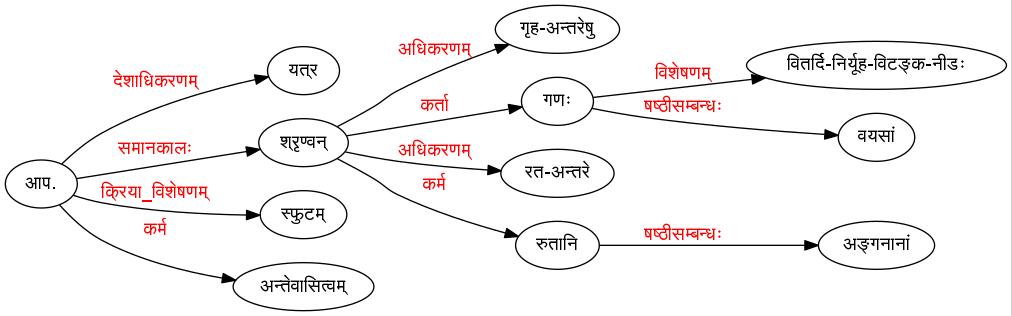 गृह-अन्तरेषु
अधिकरणम्
वितर्दि-निर्यूह-विटङ्क-नीडः
विशेषणम्
यत्र
देशाधिकरणम्
गणः
कर्ता
षष्ठीसम्बन्धः
वयसां
शृण्वन्
समानकालः
अधिकरणम्
रत-अन्तरे
आप.
कर्म
क्रिया_विशेषणम्
स्फुटम्
कर्म
रुतानि
षष्ठीसम्बन्धः
अङ्गनानां
अन्तेवासित्वम्